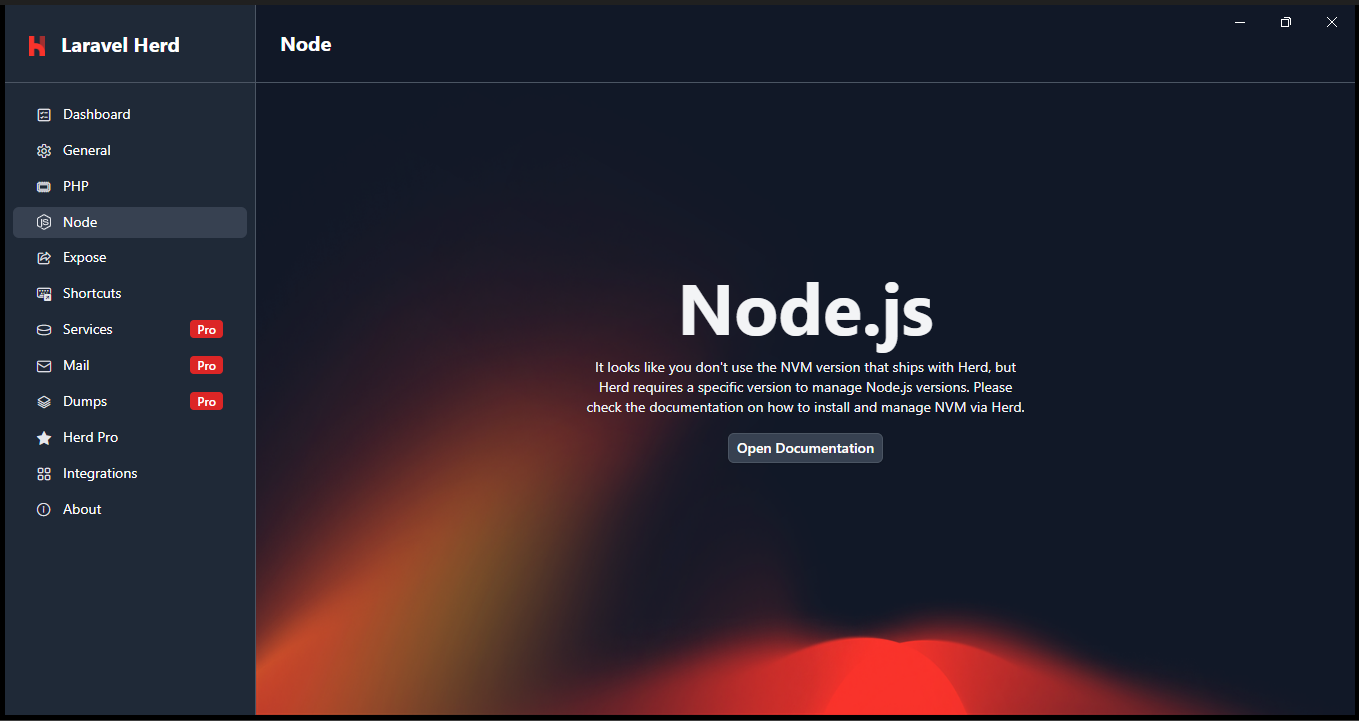 Laravel Herd
Node
Dashboard
General
PHP
Node
Expose
Shortcuts
Services Pro
Mail Pro
Dumps Pro
Herd Pro
Integrations
About
Node.js
It looks like you don't use the NVM version that ships with Herd, but
Herd requires a specific version to manage Node.js versions. Please
check the documentation on how to install and manage NVM via Herd.
Open Documentation